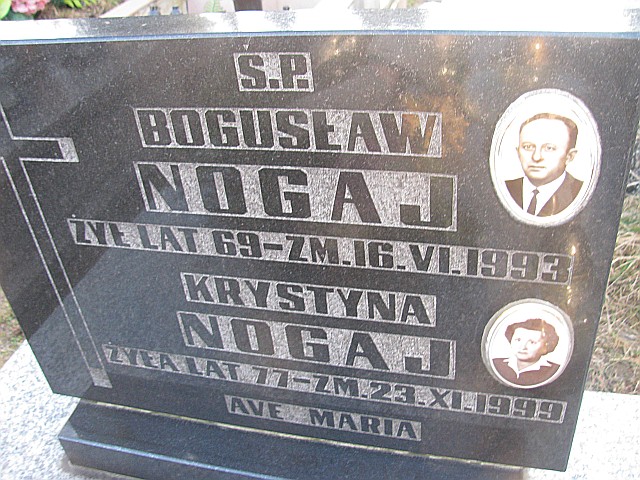 Ś.P.
BOGUSŁAW
NOGAJ
ŻYŁ LAT 69-ZM.16.VI.1993
KRYSTYNA
NOGAJ
ŻYŁA LAT 77-ZM.23.XI.1999
AVE MARIA